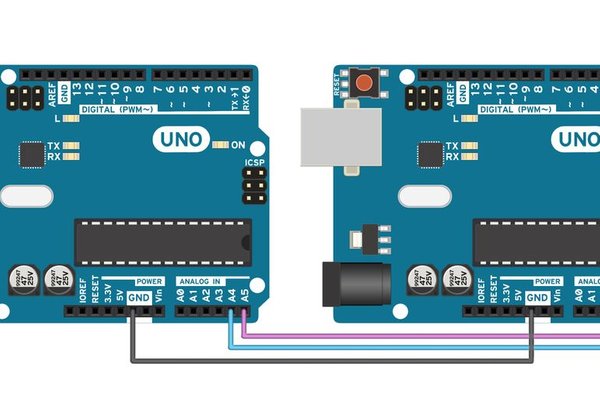 AREF
GND
13
12
~11
~10
~9
8
7
~6
~5
4
~3
2
TX→1
RX←0
DIGITAL (PWM~)
L
TX
RX
UNO
ON
ICSP
99247
47
25V
99247
47
25V
IOREF
RESET
3.3V
5V
GND
Vin
POWER
ANALOG IN
A0
A1
A2
A3
A4
A5
RESET
AREF
GND
13
12
~11
~10
~9
8
7
~6
~5
4
DIGITAL (PWM~)
L
TX
RX
UNO
99247
47
25V
99247
47
25V
IOREF
RESET
3.3V
5V
GND
Vin
POWER
ANALOG
A0
A1